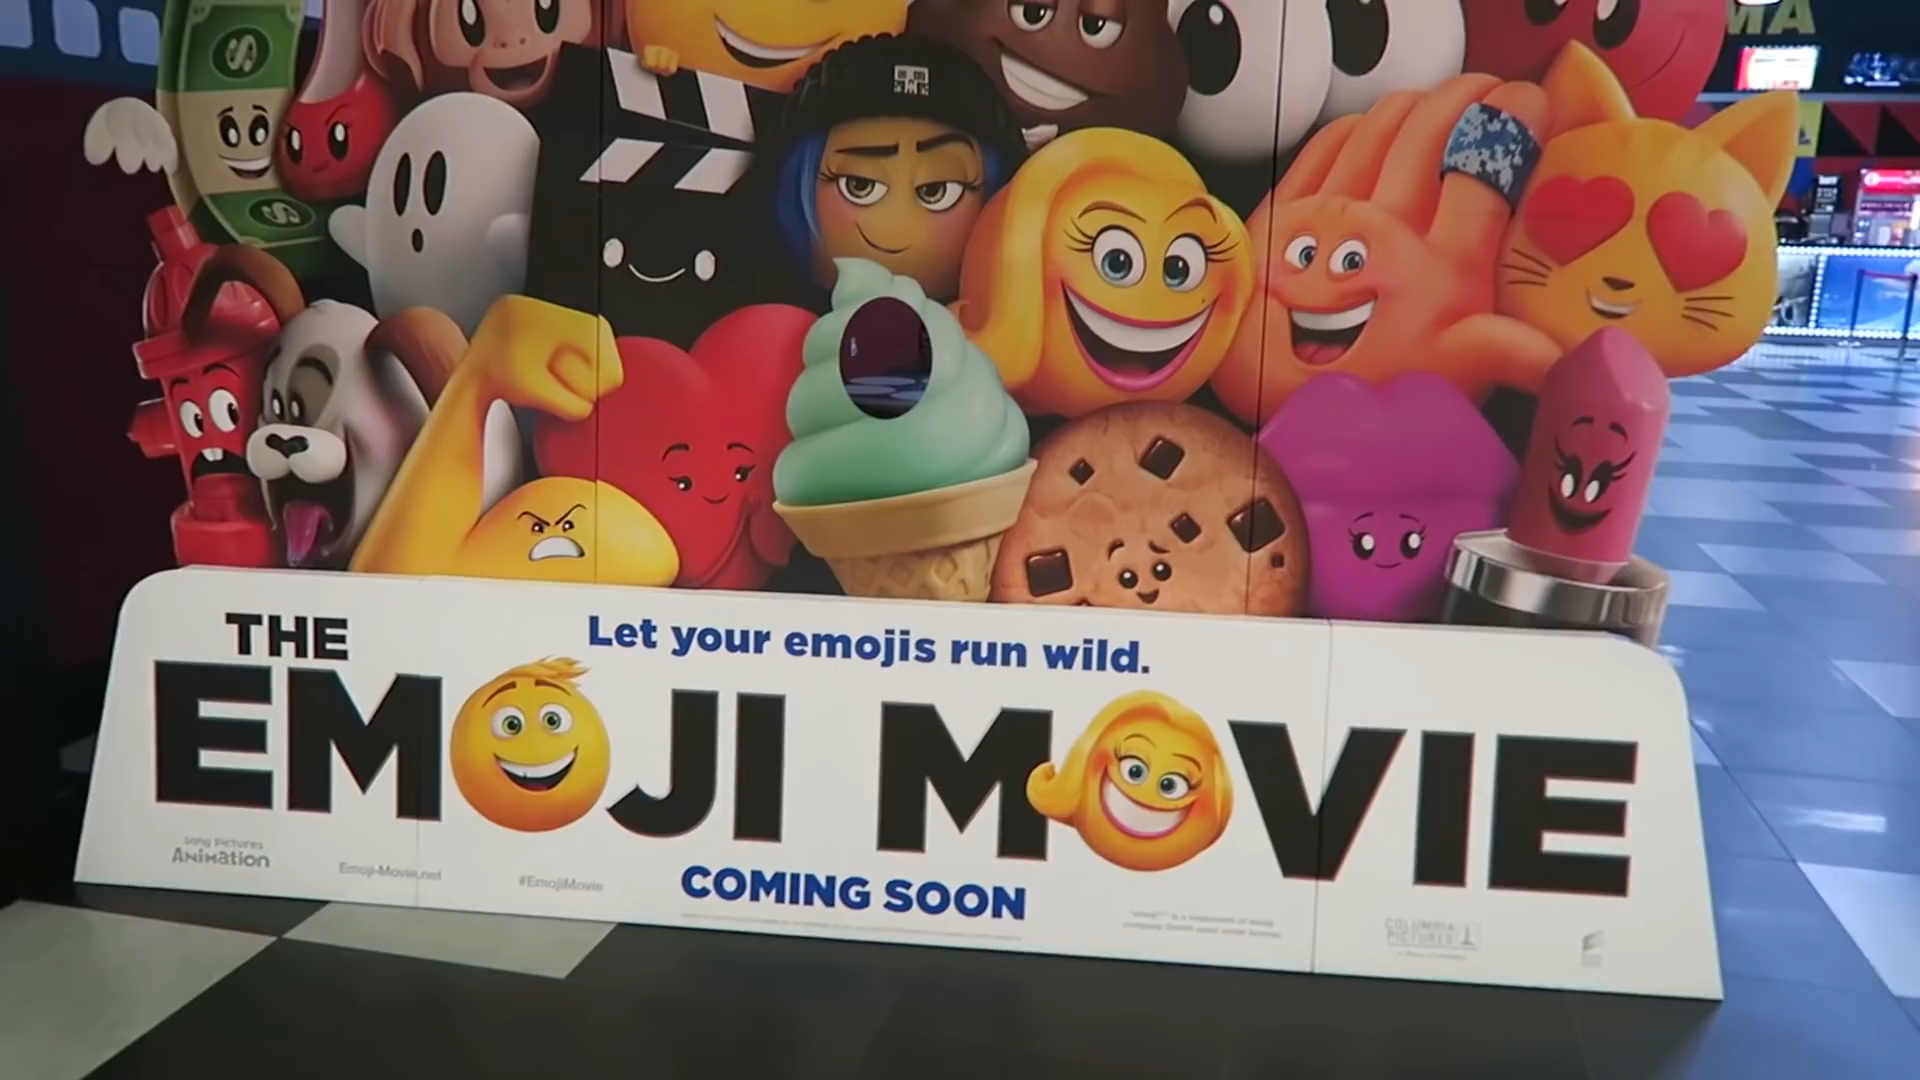 MA
THE
Let your emojis run wild.
EMOJI MOVIE
Sony Pictures
Animation
Emoji-Movie.net
#EmojiMovie
COMING SOON
COLUMBIA
PICTURES